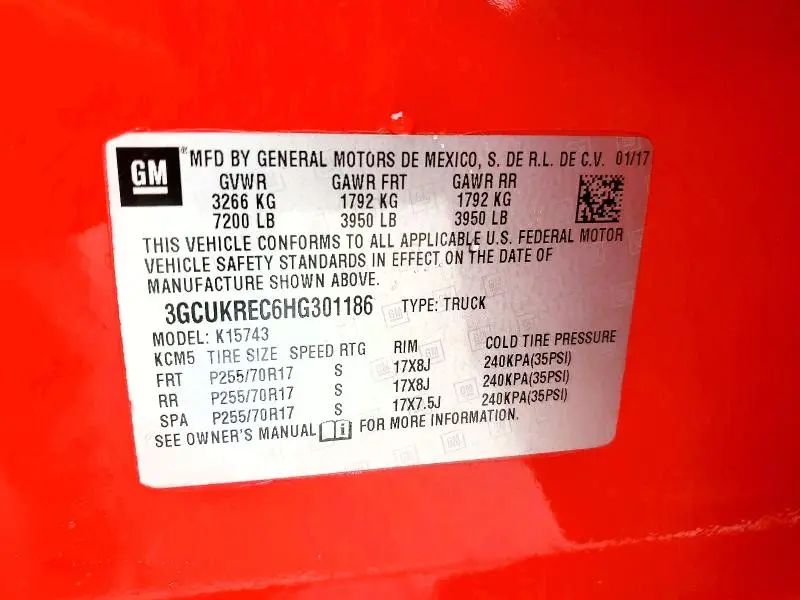 GM MFD BY GENERAL MOTORS DE MEXICO, S. DE R.L. DE C.V. 01/17
GVWR GAWR FRT GAWR RR
3266 KG 1792 KG 1792 KG
7200 LB 3950 LB 3950 LB
THIS VEHICLE CONFORMS TO ALL APPLICABLE U.S. FEDERAL MOTOR
VEHICLE SAFETY STANDARDS IN EFFECT ON THE DATE OF
MANUFACTURE SHOWN ABOVE.
3GCUKREC6HG301186 TYPE: TRUCK
MODEL: K15743
KCM5 TIRE SIZE SPEED RTG RIM COLD TIRE PRESSURE
FRT P255/70R17 S 17X8J 240KPA(35PSI)
RR P255/70R17 S 17X8J 240KPA(35PSI)
SPA P255/70R17 S 17X7.5J 240KPA(35PSI)
SEE OWNER'S MANUAL i FOR MORE INFORMATION.